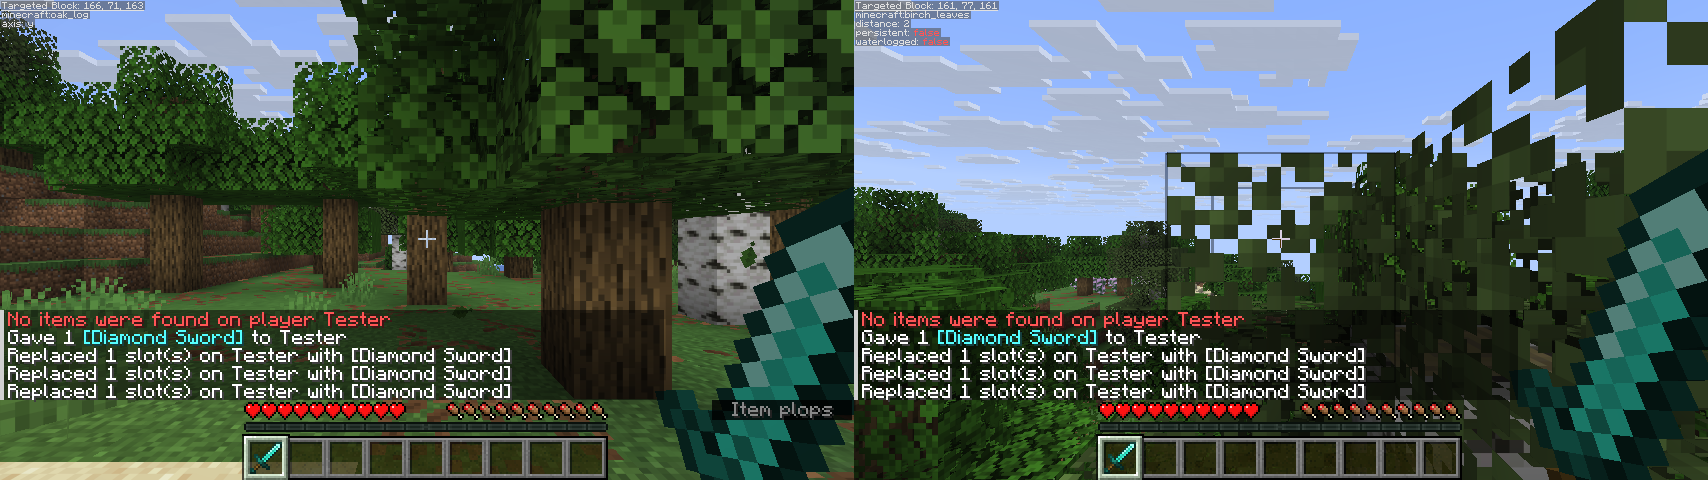 Targeted Block: 166, 71, 163
minecraft:oak_log
axis: y
No items were found on player Tester
Gave 1 [Diamond Sword] to Tester
Replaced 1 slot(s) on Tester with [Diamond Sword]
Replaced 1 slot(s) on Tester with [Diamond Sword]
Replaced 1 slot(s) on Tester with [Diamond Sword]
Item plops
Targeted Block: 161, 77, 161
minecraft:birch_leaves
distance: 2
persistent: false
waterlogged: false
No items were found on player Tester
Gave 1 [Diamond Sword] to Tester
Replaced 1 slot(s) on Tester with [Diamond Sword]
Replaced 1 slot(s) on Tester with [Diamond Sword]
Replaced 1 slot(s) on Tester with [Diamond Sword]